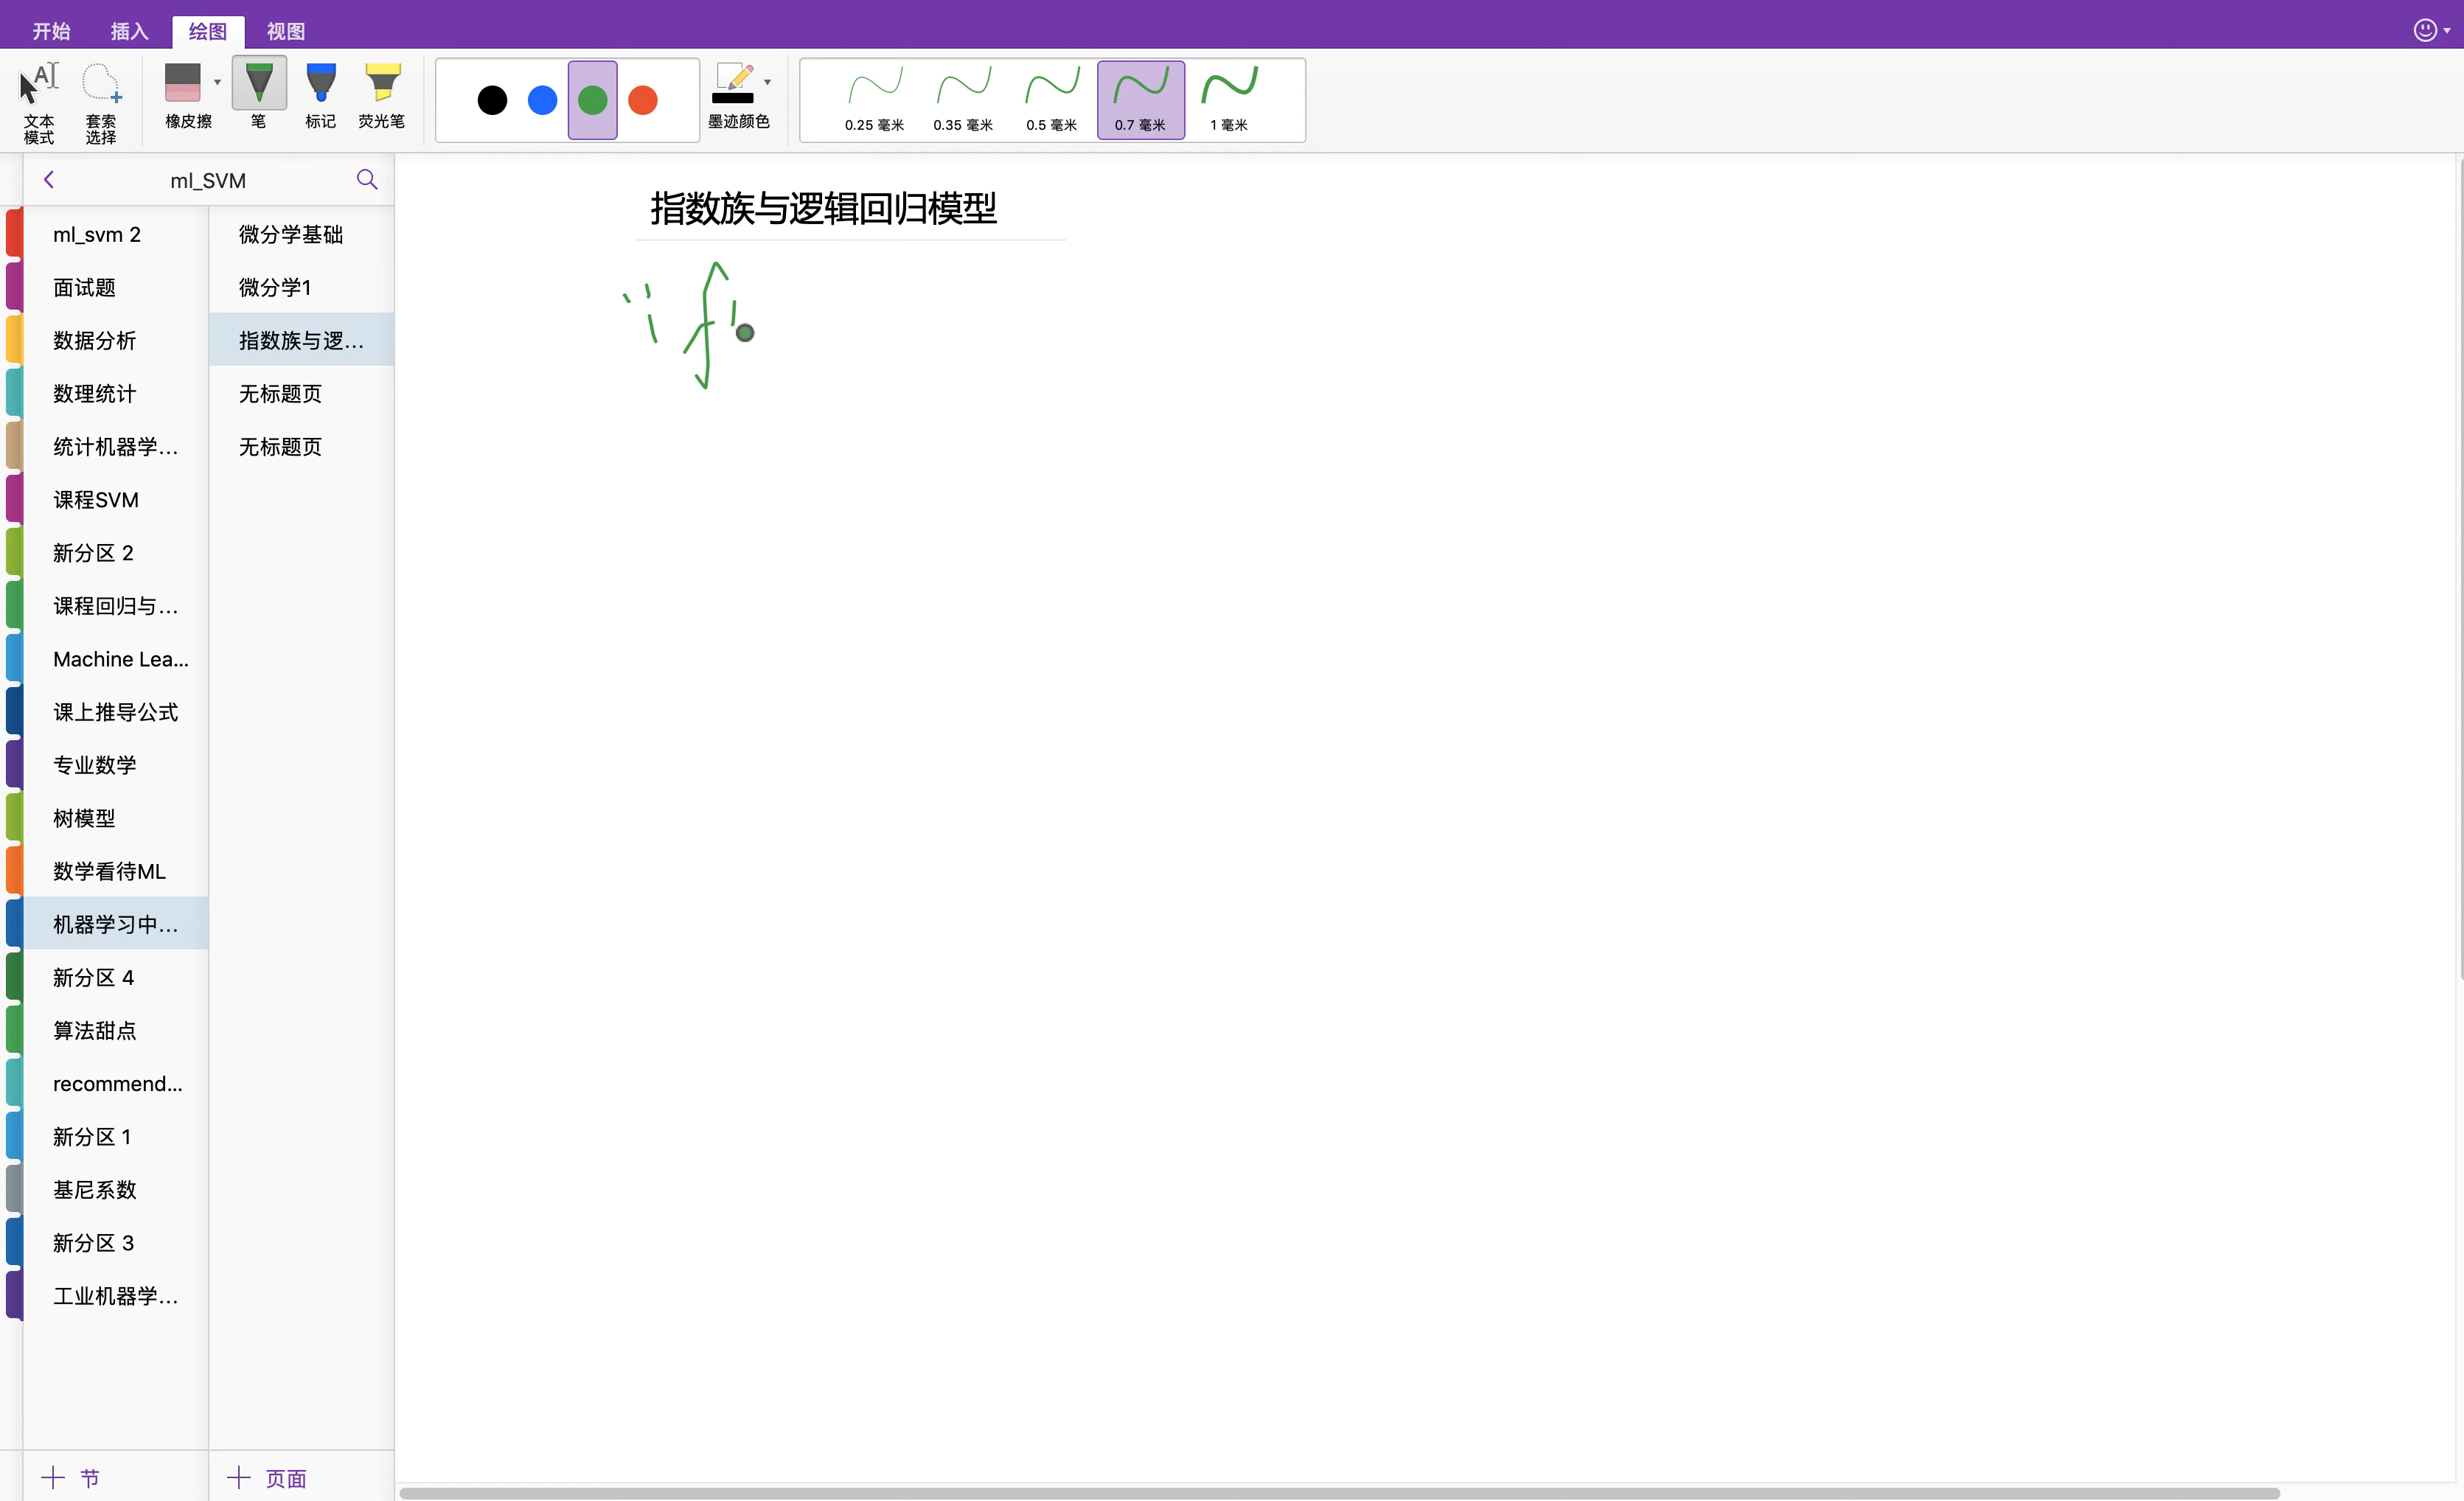 开始 插入 绘图 视图
文本模式 套索选择 橡皮擦 笔 标记 荧光笔 墨迹颜色 0.25 毫米 0.35 毫米 0.5 毫米 0.7 毫米 1 毫米
ml_SVM
ml_svm 2
面试题
数据分析
数理统计
统计机器学...
课程SVM
新分区 2
课程回归与...
Machine Lea...
课上推导公式
专业数学
树模型
数学看待ML
机器学习中...
新分区 4
算法甜点
recommend...
新分区 1
基尼系数
新分区 3
工业机器学...
节
微分学基础
微分学1
指数族与逻...
无标题页
无标题页
页面
指数族与逻辑回归模型